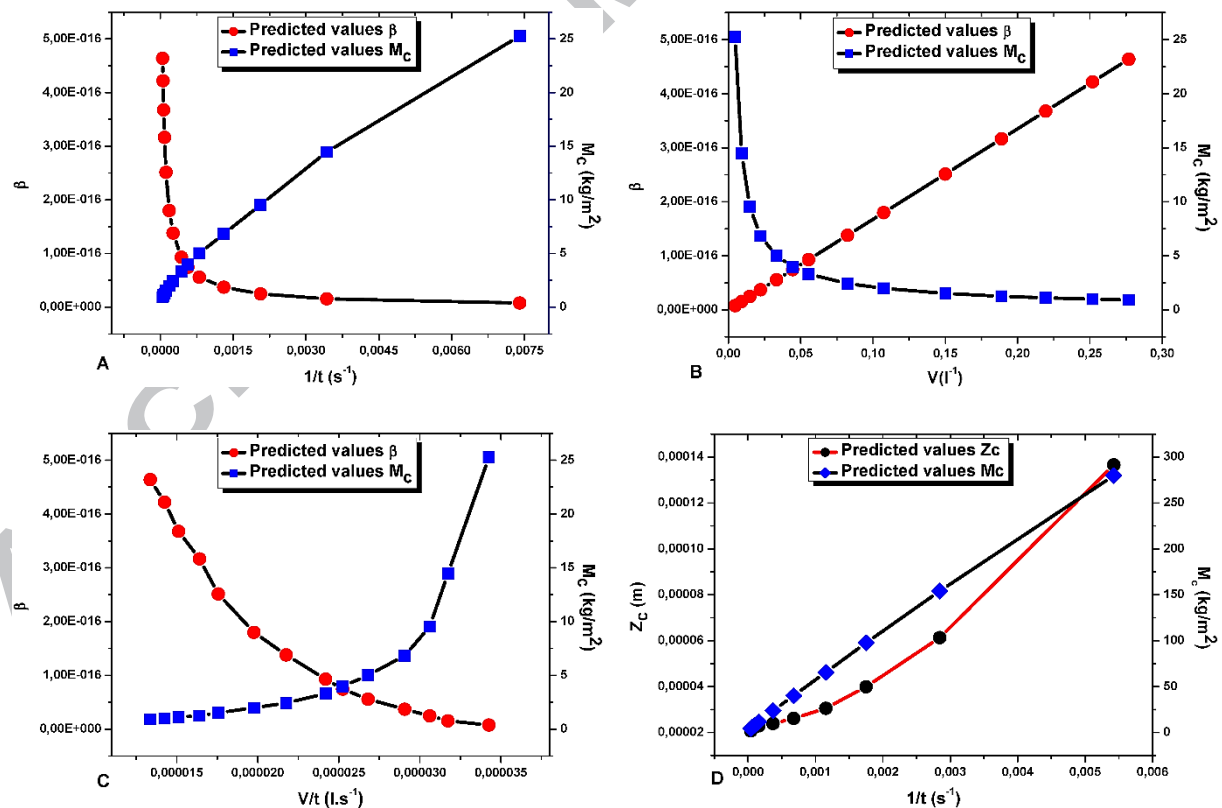 Predicted values β
Predicted values M_C
5,00E-016
4,00E-016
3,00E-016
2,00E-016
1,00E-016
0,00E+000
β
25
20
15
10
5
0
M_C (kg/m²)
0,0000 0,0015 0,0030 0,0045 0,0060 0,0075
A
1/t (s⁻¹)
Predicted values β
Predicted values M_C
5,00E-016
4,00E-016
3,00E-016
2,00E-016
1,00E-016
0,00E+000
β
25
20
15
10
5
0
M_C (kg/m²)
0,00 0,05 0,10 0,15 0,20 0,25 0,30
B
V(l⁻¹)
Predicted values β
Predicted values M_C
5,00E-016
4,00E-016
3,00E-016
2,00E-016
1,00E-016
0,00E+000
β
25
20
15
10
5
0
M_C (kg/m²)
0,000015 0,000020 0,000025 0,000030 0,000035
C
V/t (l.s⁻¹)
Predicted values Zc
Predicted values Mc
0,00014
0,00012
0,00010
0,00008
0,00006
0,00004
0,00002
Z_C (m)
300
250
200
150
100
50
0
M_c (kg/m²)
0,000 0,001 0,002 0,003 0,004 0,005 0,006
D
1/t (s⁻¹)